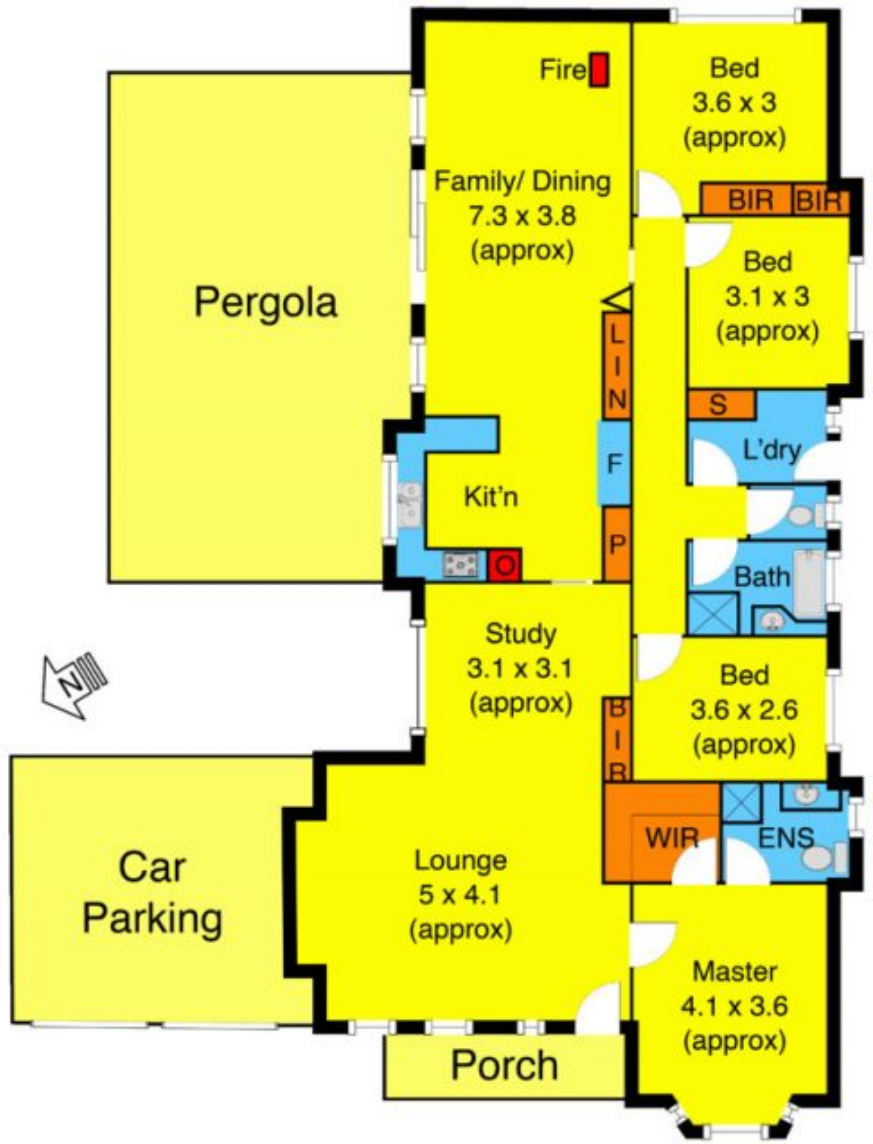 Fire
Bed
3.6 x 3
(approx)
Family/ Dining
7.3 x 3.8
(approx)
BIR
BIR
Pergola
Bed
3.1 x 3
(approx)
L
I
N
S
L'dry
F
Kit'n
P
Bath
Study
3.1 x 3.1
(approx)
N
Bed
3.6 x 2.6
(approx)
B
I
R
WIR
ENS
Car
Parking
Lounge
5 x 4.1
(approx)
Master
4.1 x 3.6
(approx)
Porch